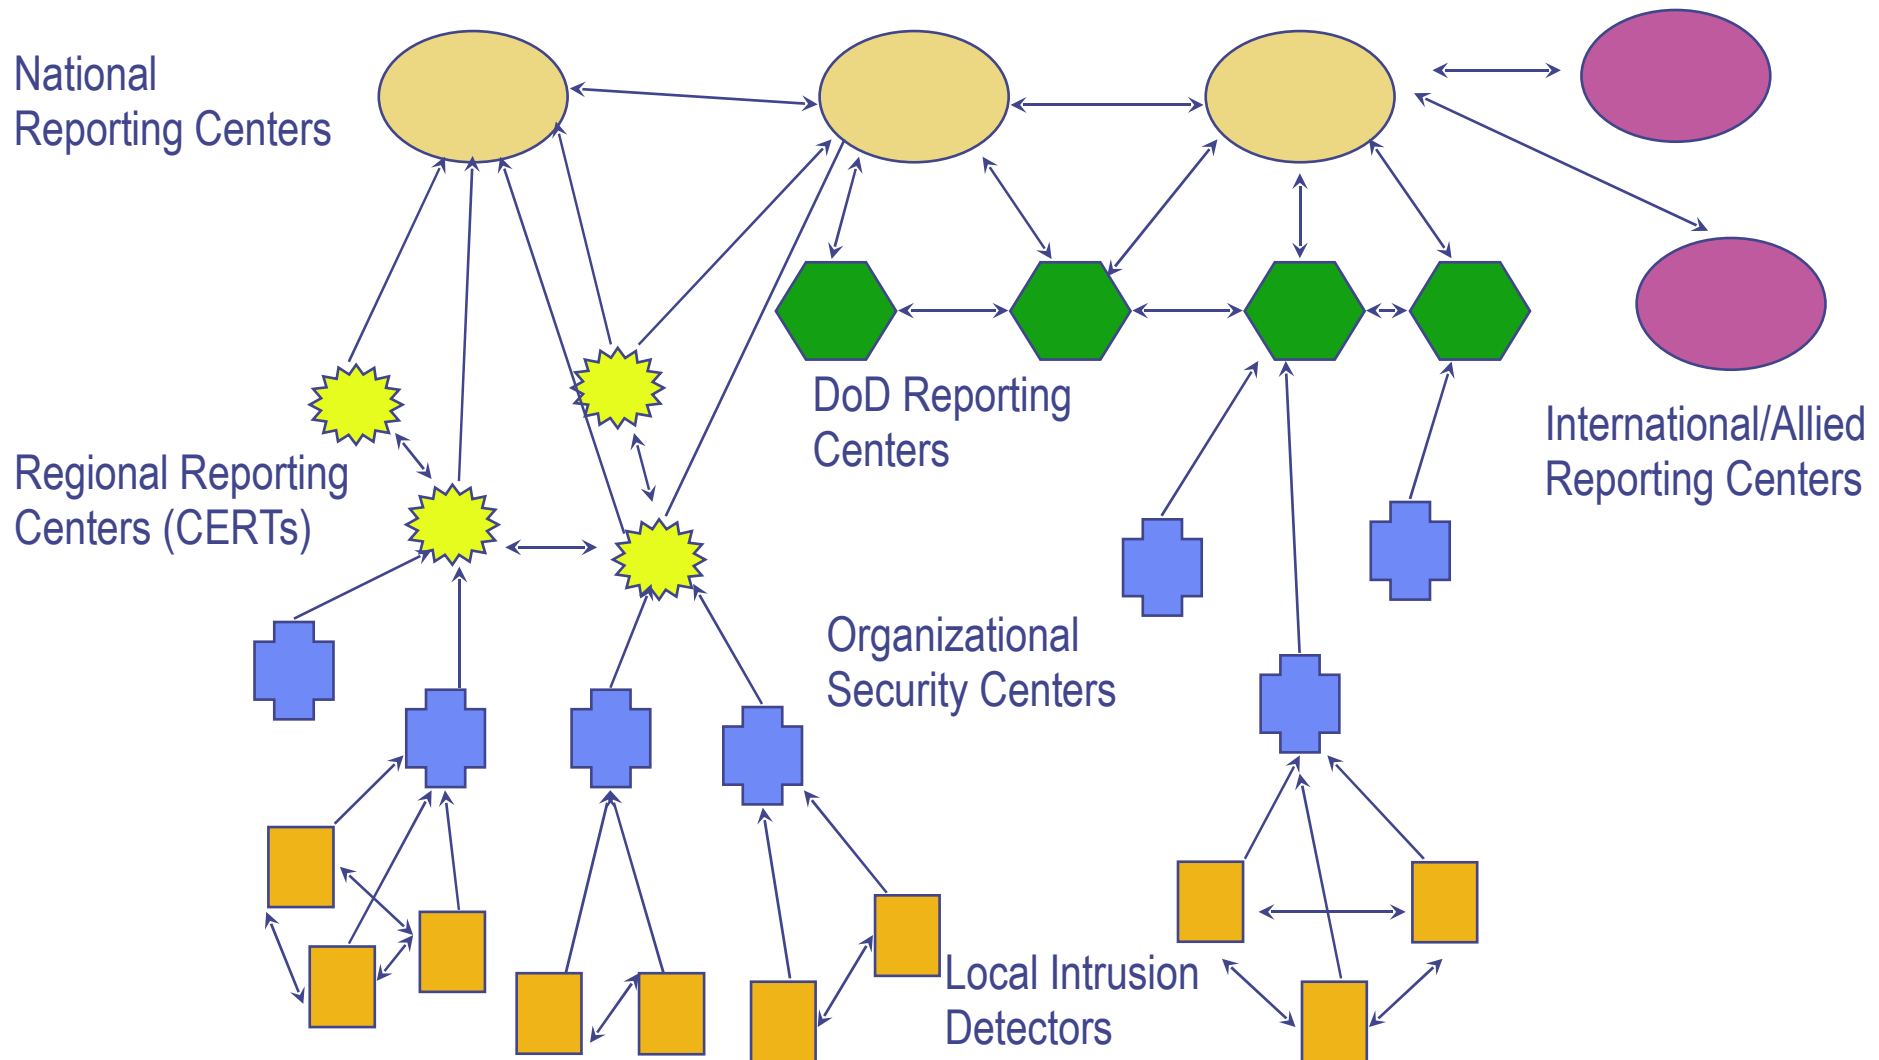 National
Reporting Centers
DoD Reporting
Centers
International/Allied
Reporting Centers
Regional Reporting
Centers (CERTs)
Organizational
Security Centers
Local Intrusion
Detectors